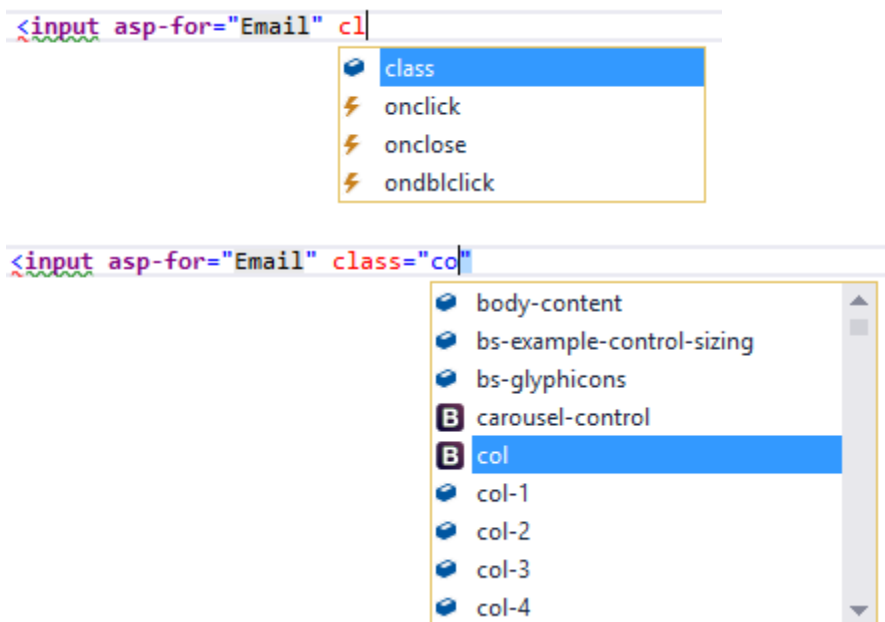 <input asp-for="Email" cl
class
onclick
onclose
ondblclick
<input asp-for="Email" class="co"
body-content
bs-example-control-sizing
bs-glyphicons
B carousel-control
B col
col-1
col-2
col-3
col-4